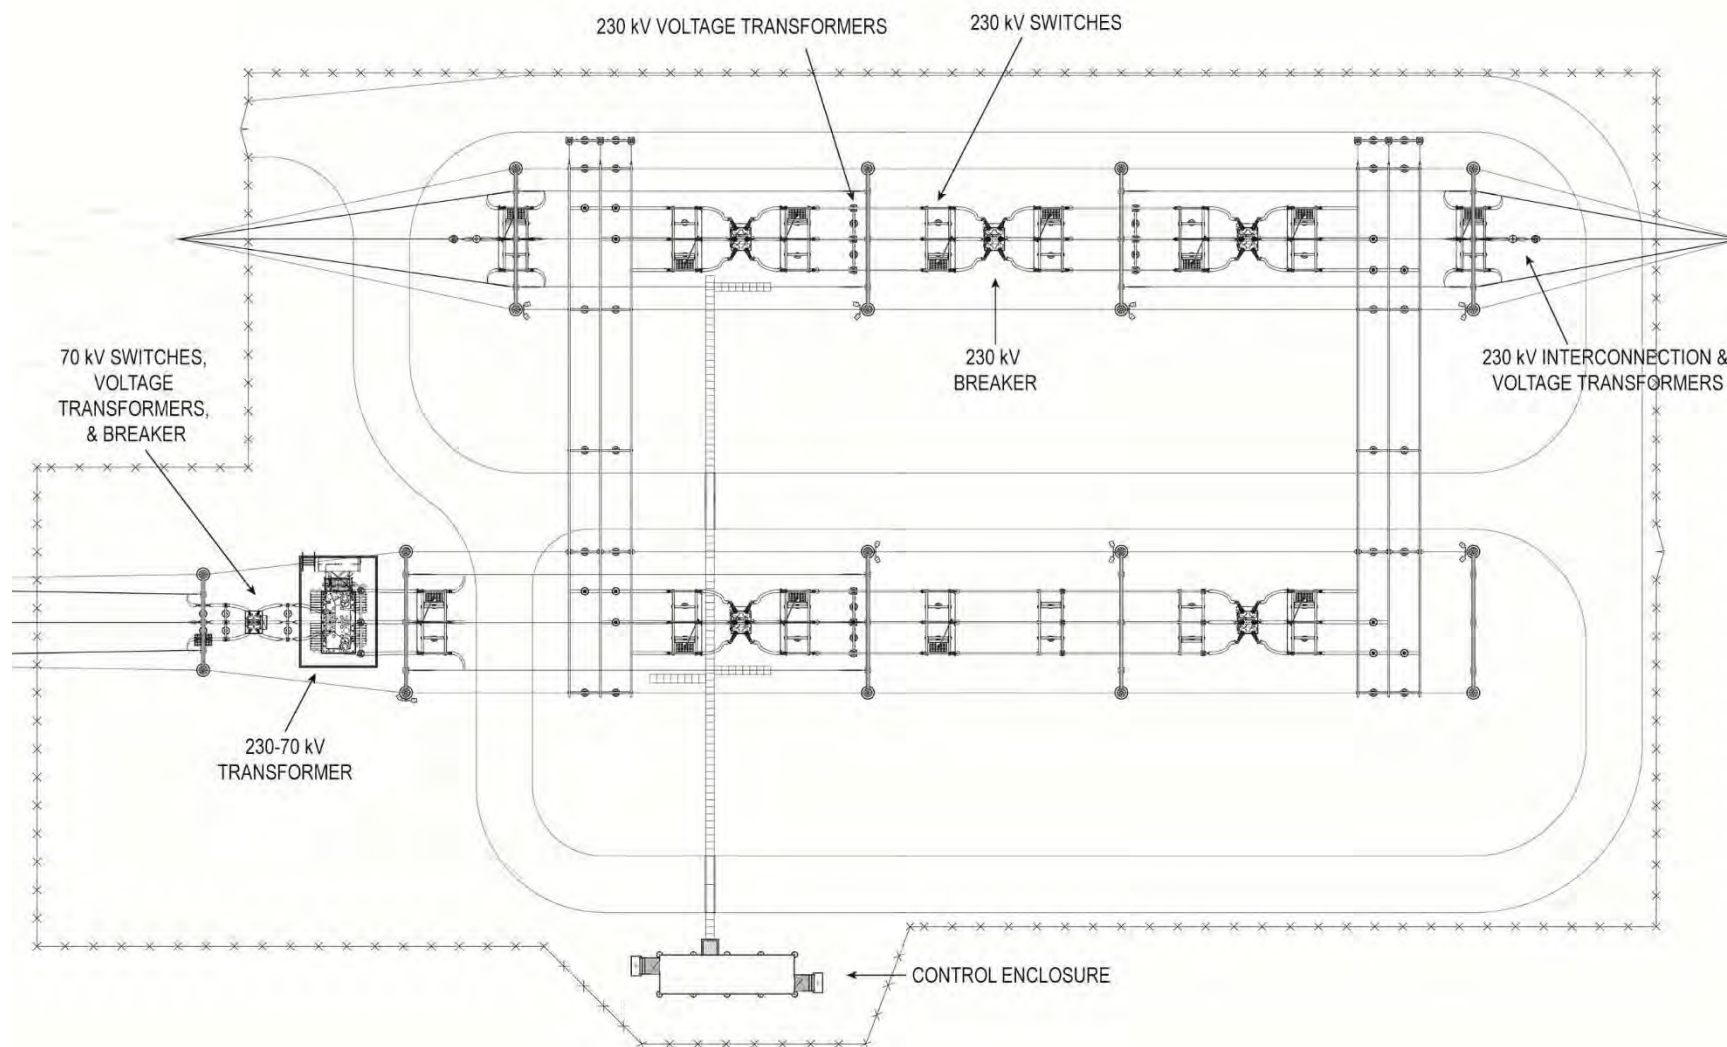 230 kV VOLTAGE TRANSFORMERS
230 kV SWITCHES
70 kV SWITCHES,
VOLTAGE
TRANSFORMERS,
& BREAKER
230 kV
BREAKER
230 kV INTERCONNECTION &
VOLTAGE TRANSFORMERS
230-70 kV
TRANSFORMER
CONTROL ENCLOSURE